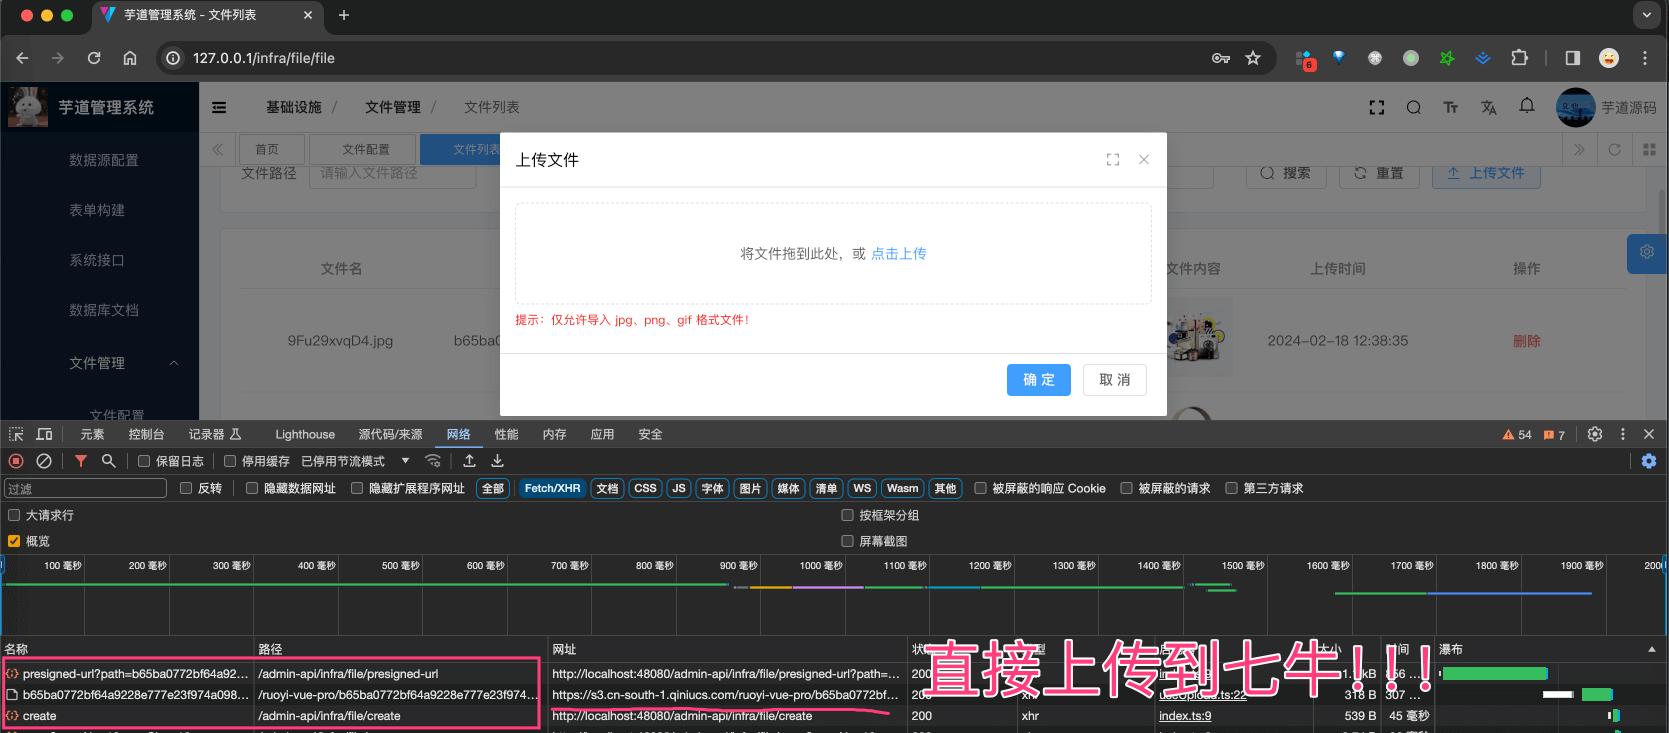 芋道管理系统 - 文件列表
127.0.0.1/infra/file/file
6
芋道管理系统
基础设施 / 文件管理 / 文件列表
芋道源码
首页 文件配置 文件列表
数据源配置
表单构建
系统接口
数据库文档
文件管理
文件配置
文件路径 请输入文件路径 搜索 重置 上传文件
文件名 文件内容 上传时间 操作
9Fu29xvqD4.jpg b65ba0 2024-02-18 12:38:35 删除
上传文件
将文件拖到此处，或 点击上传
提示：仅允许导入 jpg、png、gif 格式文件！
确 定 取 消
元素 控制台 记录器 Lighthouse 源代码/来源 网络 性能 内存 应用 安全 54 7
保留日志 停用缓存 已停用节流模式
过滤 反转 隐藏数据网址 隐藏扩展程序网址 全部 Fetch/XHR 文档 CSS JS 字体 图片 媒体 清单 WS Wasm 其他 被屏蔽的响应 Cookie 被屏蔽的请求 第三方请求
大请求行 按框架分组
概览 屏幕截图
100 毫秒 200 毫秒 300 毫秒 400 毫秒 500 毫秒 600 毫秒 700 毫秒 800 毫秒 900 毫秒 1000 毫秒 1100 毫秒 1200 毫秒 1300 毫秒 1400 毫秒 1500 毫秒 1600 毫秒 1700 毫秒 1800 毫秒 1900 毫秒 200
名称 路径 网址 大小 时间 瀑布
直接上传到七牛!!!
presigned-url?path=b65ba0772bf64a92... /admin-api/infra/file/presigned-url http://localhost:48080/admin-api/infra/file/presigned-url?path=...
b65ba0772bf64a9228e777e23f974a098... /ruoyi-vue-pro/b65ba0772bf64a9228e777e23f974... https://s3.cn-south-1.qiniucs.com/ruoyi-vue-pro/b65ba0772bf... 318 B 307 ...
create /admin-api/infra/file/create http://localhost:48080/admin-api/infra/file/create 200 xhr index.ts:9 539 B 45 毫秒